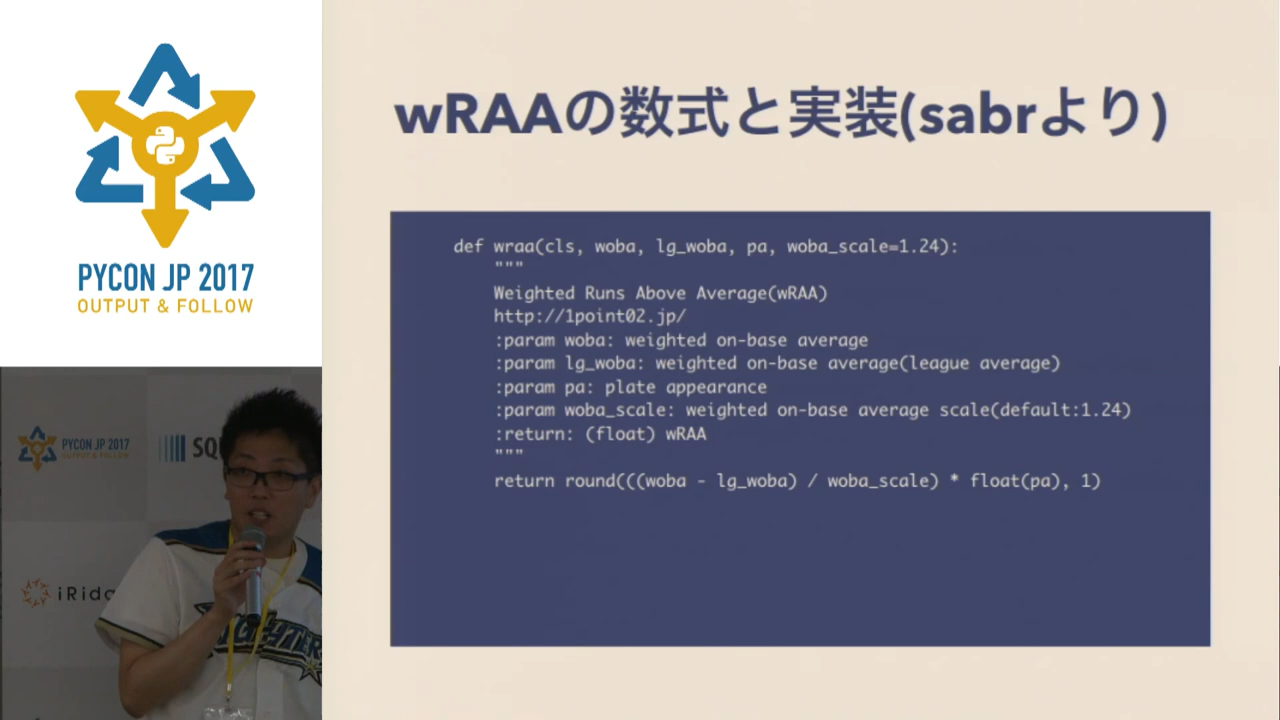 PYCON JP 2017
OUTPUT & FOLLOW
wRAAの数式と実装(sabrより)
def wraa(cls, woba, lg_woba, pa, woba_scale=1.24):
"""
Weighted Runs Above Average(wRAA)
http://1point02.jp/
:param woba: weighted on-base average
:param lg_woba: weighted on-base average(league average)
:param pa: plate appearance
:param woba_scale: weighted on-base average scale(default:1.24)
:return: (float) wRAA
"""
return round(((woba - lg_woba) / woba_scale) * float(pa), 1)
PYCON JP 2017
OUTPUT & FOLLOW
SQU
iRid